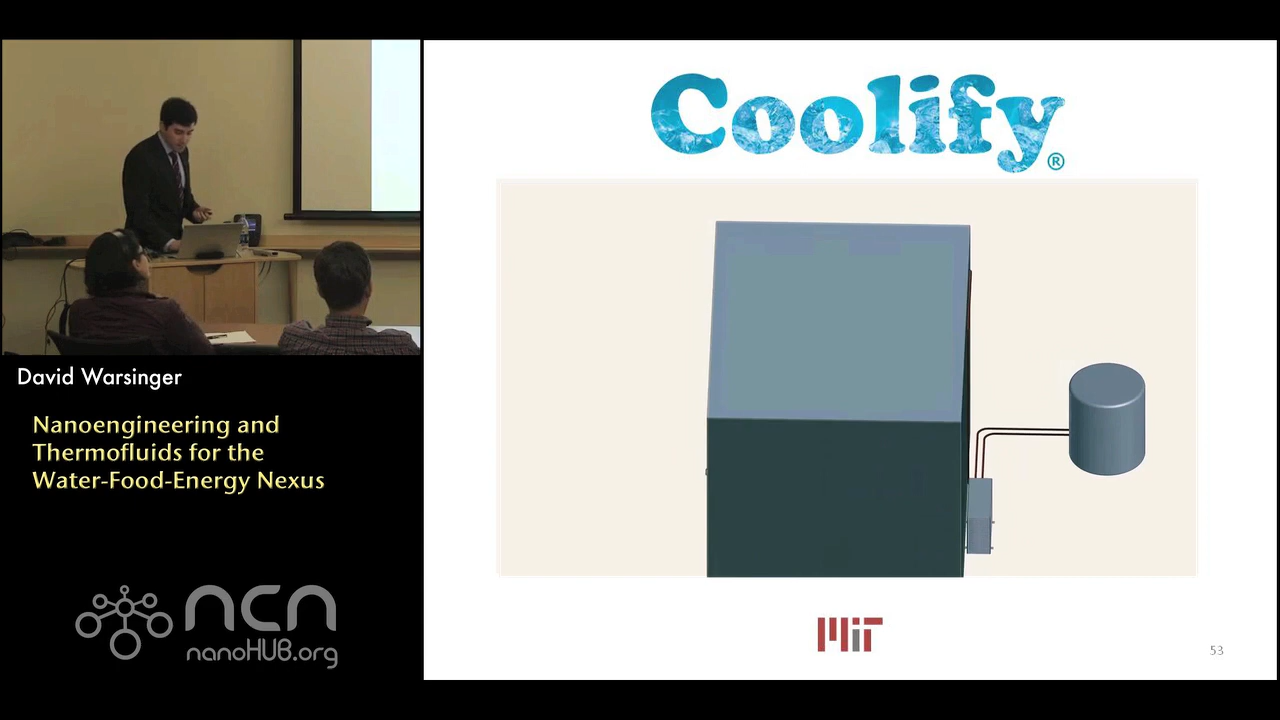 Coolify®
David Warsinger
Nanoengineering and
Thermofluids for the
Water-Food-Energy Nexus
ncn
nanoHUB.org
MIT
53